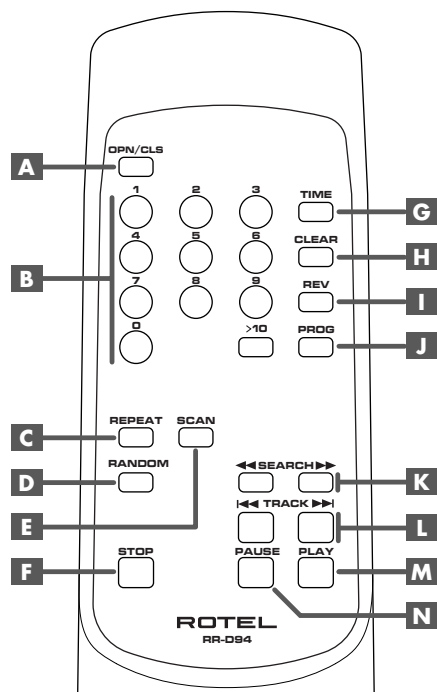 A
OPN/CLS
1 2 3 TIME
G
4 5 6 CLEAR
H
B
7 8 9 REV
I
0 >10 PROG
J
C
REPEAT SCAN
D
RANDOM
◀◀ SEARCH ▶▶
K
E
|◀◀ TRACK ▶▶|
L
F
STOP PAUSE PLAY
M
N
ROTEL
RR-D94